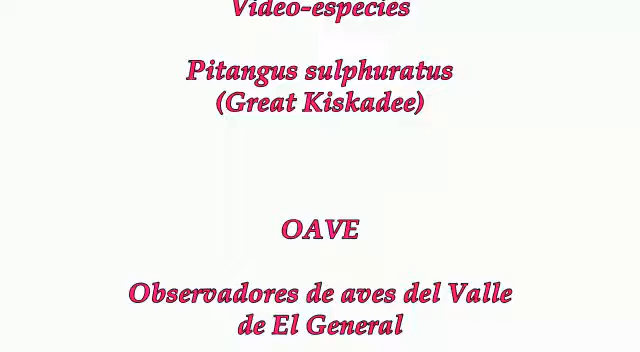 Video-especies
Pitangus sulphuratus
(Great Kiskadee)
OAVE
Observadores de aves del Valle
de El General